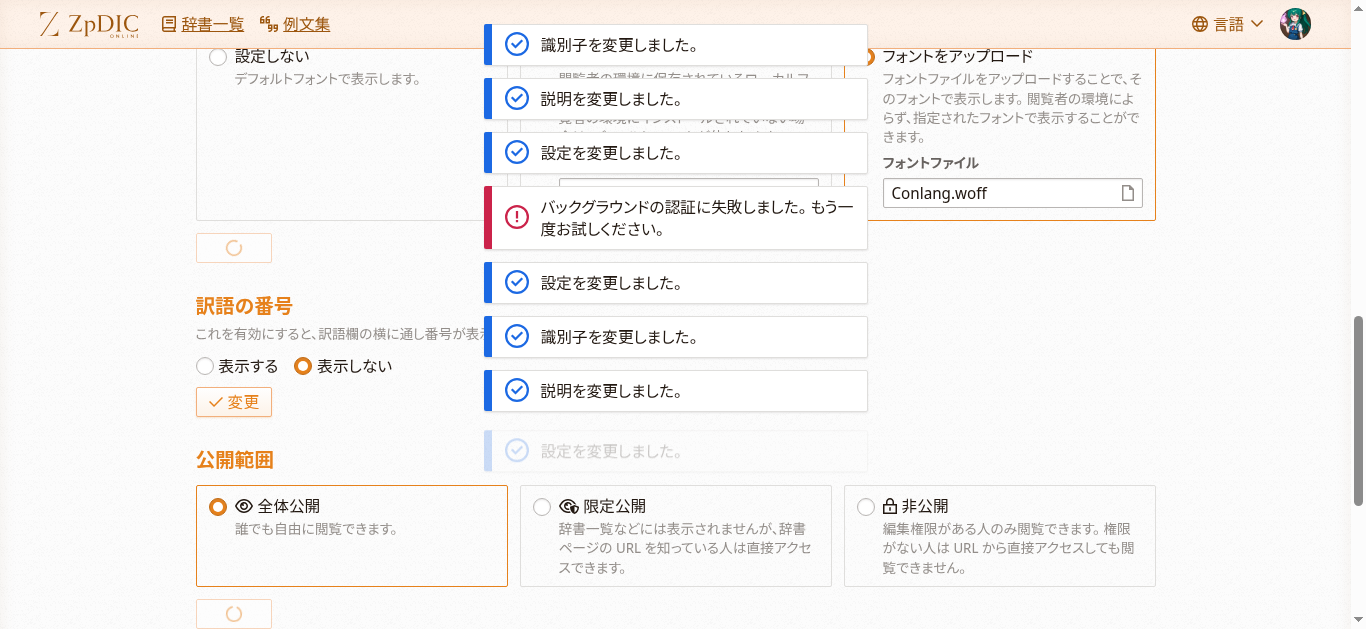 ZpDIC
ONLINE
辞書一覧
例文集
言語
設定しない
デフォルトフォントで表示します。
フォントをアップロード
フォントファイルをアップロードすることで、そ
のフォントで表示します。閲覧者の環境によ
らず、指定されたフォントで表示することがで
きます。
フォントファイル
Conlang.woff
識別子を変更しました。
説明を変更しました。
設定を変更しました。
バックグラウンドの認証に失敗しました。もう一
度お試しください。
設定を変更しました。
識別子を変更しました。
説明を変更しました。
設定を変更しました。
訳語の番号
これを有効にすると、訳語欄の横に通し番号が表
表示する
表示しない
変更
公開範囲
全体公開
誰でも自由に閲覧できます。
限定公開
辞書一覧などには表示されませんが、辞書
ページの URL を知っている人は直接アクセ
スできます。
非公開
編集権限がある人のみ閲覧できます。権限
がない人は URL から直接アクセスしても閲
覧できません。